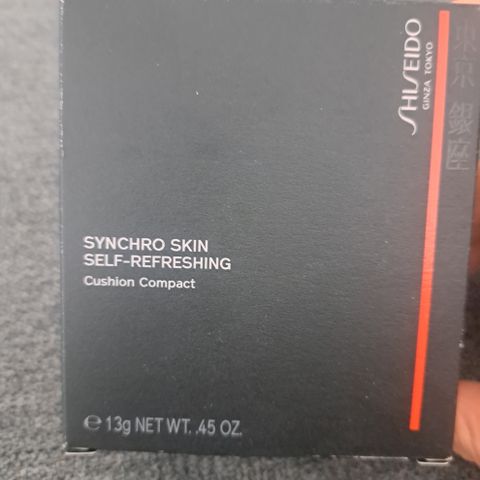 SHISEIDO
GINZA TOKYO
東京 銀座
SYNCHRO SKIN
SELF-REFRESHING
Cushion Compact
℮ 13g NET WT. .45 OZ.